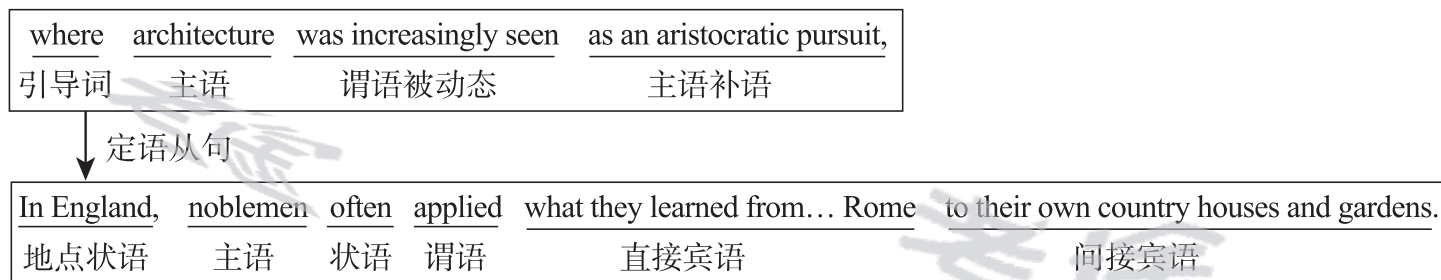 where architecture was increasingly seen as an aristocratic pursuit,
引导词 主语 谓语被动态 主语补语
定语从句
In England, noblemen often applied what they learned from… Rome to their own country houses and gardens.
地点状语 主语 状语 谓语 直接宾语 间接宾语